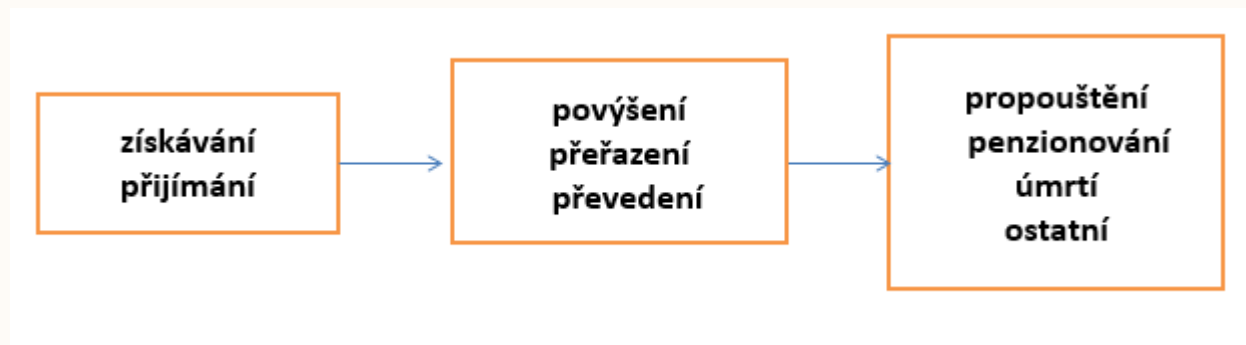 získávání
přijímání
povýšení
přeřazení
převedení
propouštění
penzionování
úmrtí
ostatní